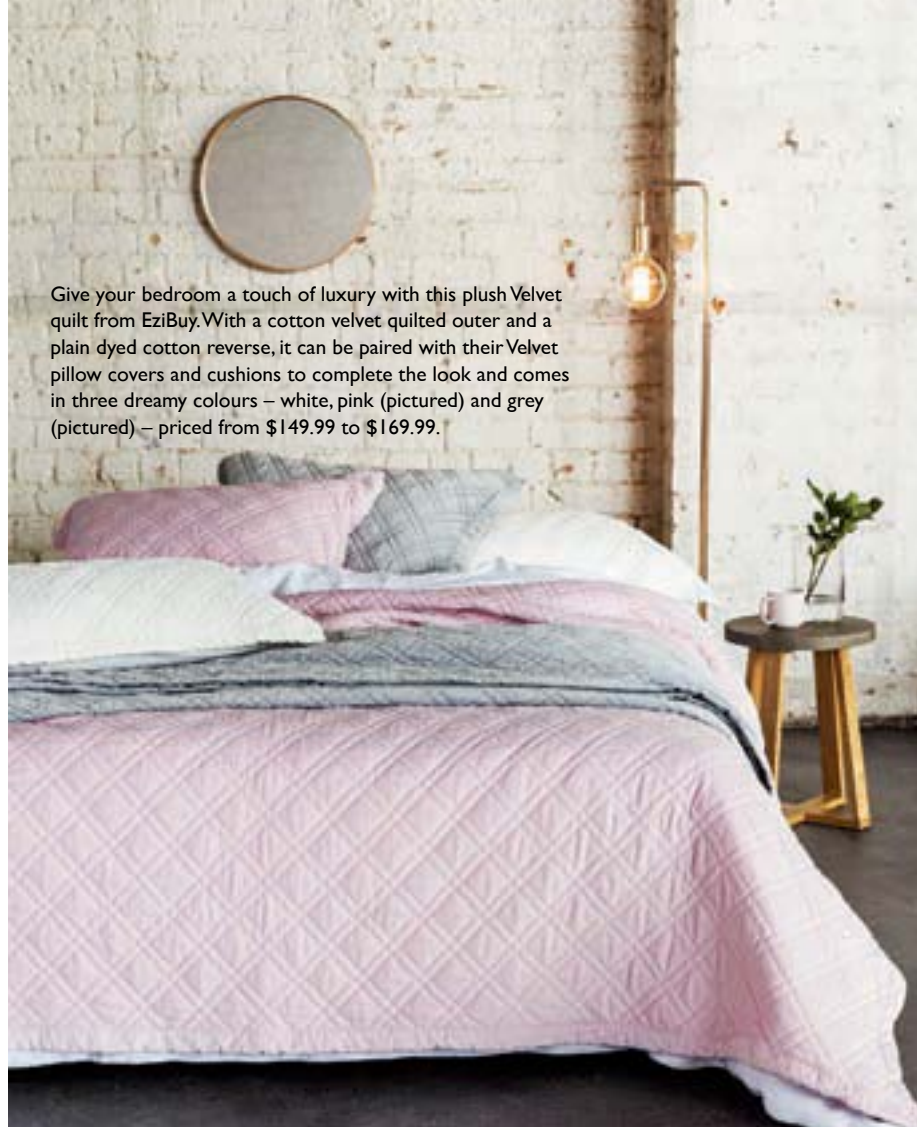 Give your bedroom a touch of luxury with this plush Velvet
quilt from EziBuy. With a cotton velvet quilted outer and a
plain dyed cotton reverse, it can be paired with their Velvet
pillow covers and cushions to complete the look and comes
in three dreamy colours – white, pink (pictured) and grey
(pictured) – priced from $149.99 to $169.99.